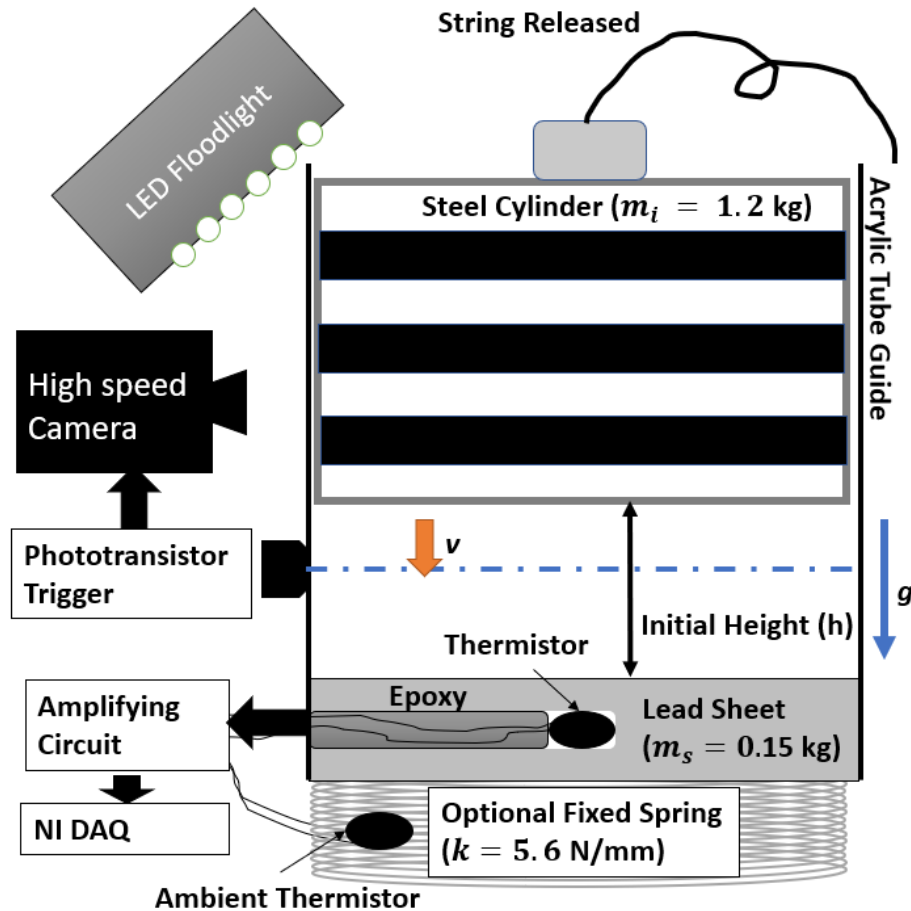 String Released
LED Floodlight
Steel Cylinder (m_i = 1.2 kg)
Acrylic Tube Guide
High speed
Camera
Phototransistor
Trigger
v
g
Initial Height (h)
Thermistor
Epoxy
Amplifying
Circuit
Lead Sheet
(m_s = 0.15 kg)
NI DAQ
Optional Fixed Spring
(k = 5.6 N/mm)
Ambient Thermistor